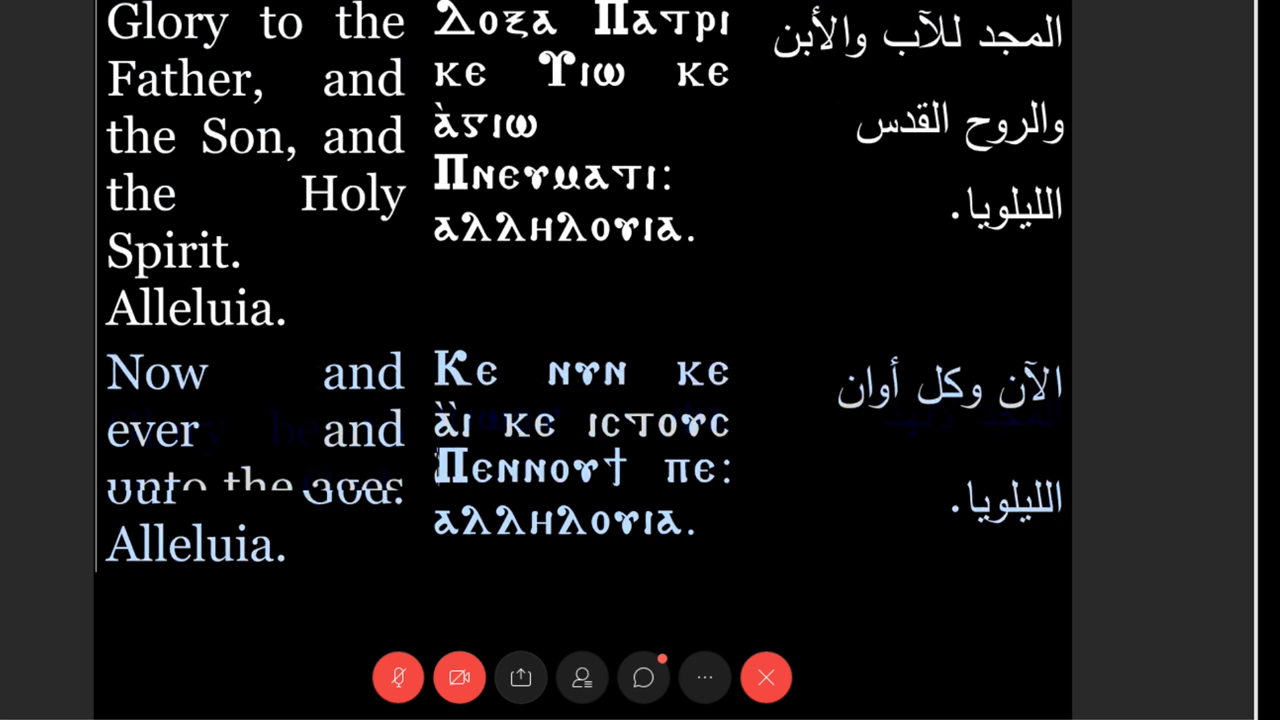 Glory to the
Father, and
the Son, and
the Holy
Spirit.
Alleluia.
Ⲇⲟⲝⲁ Ⲡⲁⲧⲣⲓ
ⲕⲉ Ⲩⲓⲱ ⲕⲉ
ⲁ̀ⲅⲓⲱ
Ⲡⲛⲉⲩⲙⲁⲧⲓ:
ⲁⲗⲗⲏⲗⲟⲩⲓⲁ.
المجد للآب والأبن
والروح القدس
الليلويا.
Now and
ever and
the
Alleluia.
Ⲕⲉ ⲛⲩⲛ ⲕⲉ
ⲕⲉ ⲓⲥⲧⲟⲩⲥ
Ⲡⲉⲛⲛⲟⲩϯ ⲡⲉ:
ⲁⲗⲗⲏⲗⲟⲩⲓⲁ.
الآن وكل أوان
الليلويا.